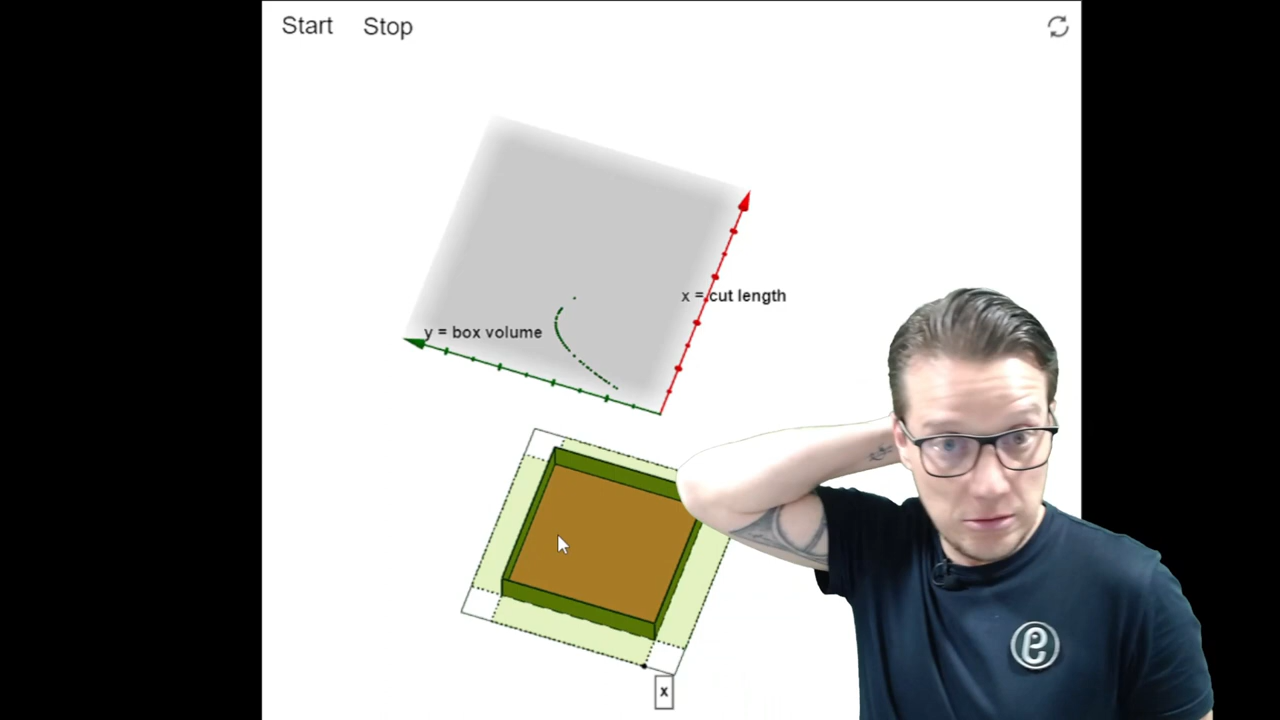 Start Stop
x = cut length
y = box volume
x